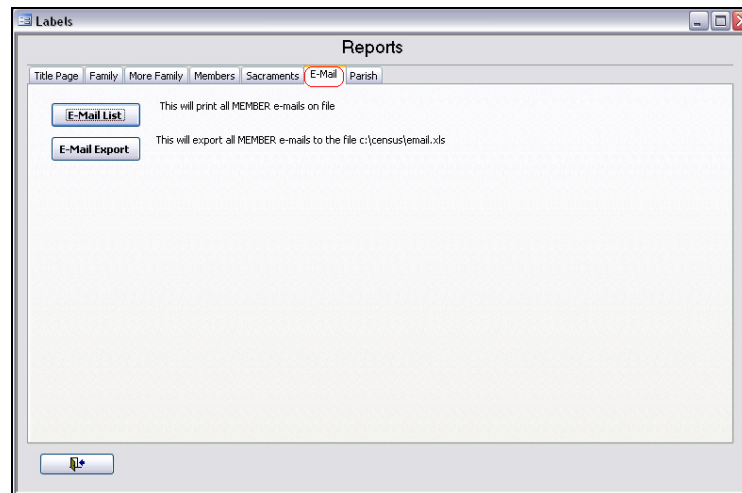 Labels
Reports
Title Page Family More Family Members Sacraments E-Mail Parish
E-Mail List This will print all MEMBER e-mails on file
E-Mail Export This will export all MEMBER e-mails to the file c:\census\email.xls